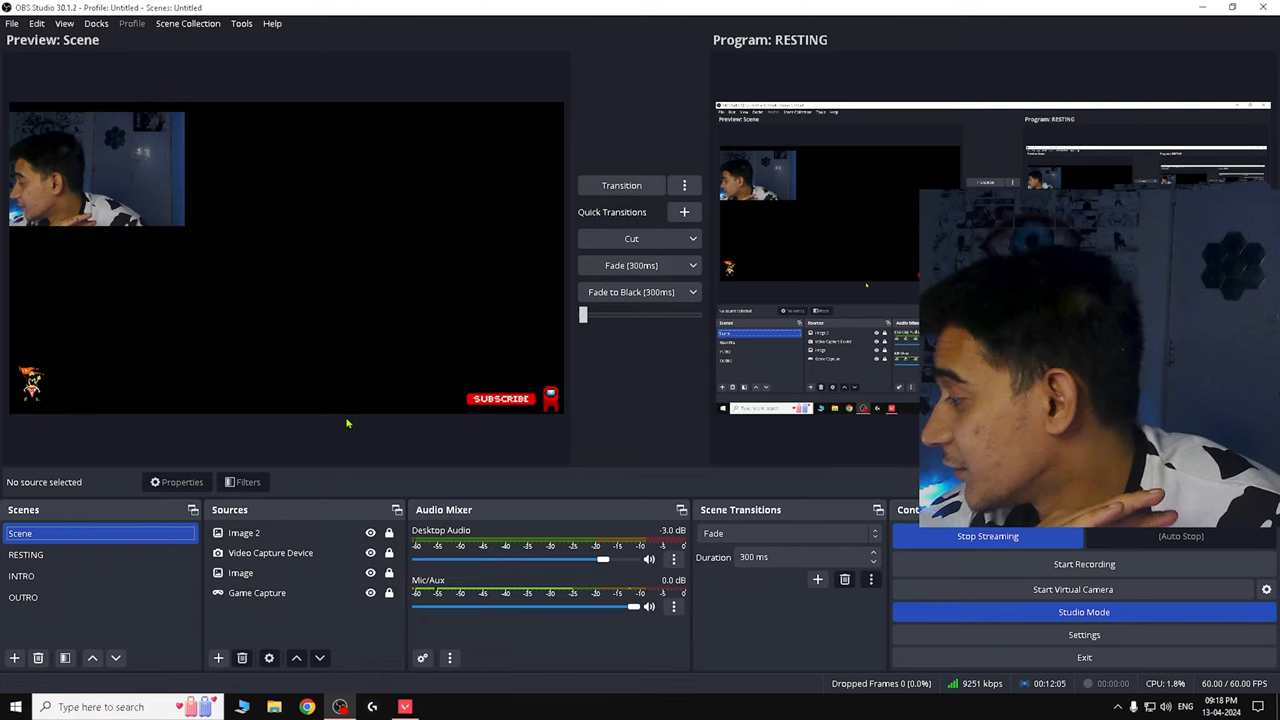 OBS Studio 30.1.2 - Profile: Untitled - Scenes: Untitled
File Edit View Docks Profile Scene Collection Tools Help
Preview: Scene
Program: RESTING
Preview: Scene
Program: RESTING
Transition
Quick Transitions
Cut
Fade (300ms)
Fade to Black (300ms)
SUBSCRIBE
No source selected
Properties
Filters
Scenes
Scene
RESTING
INTRO
OUTRO
Sources
Image 2
Video Capture Device
Image
Game Capture
Audio Mixer
Desktop Audio -3.0 dB
-60 -55 -50 -45 -40 -35 -30 -25 -20 -15 -10 -5 0
Mic/Aux 0.0 dB
-60 -55 -50 -45 -40 -35 -30 -25 -20 -15 -10 -5 0
Scene Transitions
Fade
Duration 300 ms
Stop Streaming
(Auto Stop)
Start Recording
Start Virtual Camera
Studio Mode
Settings
Exit
Dropped Frames 0 (0.0%) 9251 kbps 00:12:05 00:00:00 CPU: 1.8% 60.00 / 60.00 FPS
Type here to search
ENG
09:18 PM
13-04-2024